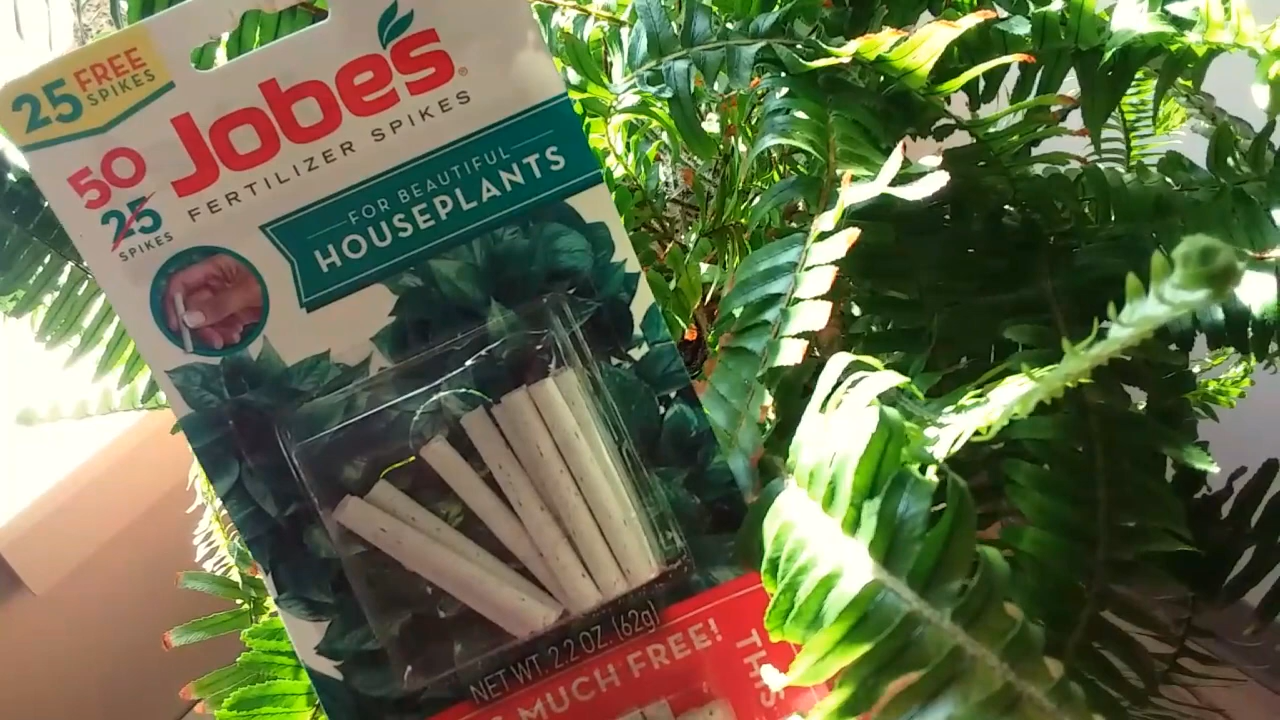 25 FREE
SPIKES
50
25
SPIKES
Jobe's®
FERTILIZER SPIKES
FOR BEAUTIFUL
HOUSEPLANTS
NET WT. 2.2 OZ. (62g)
MUCH FREE!